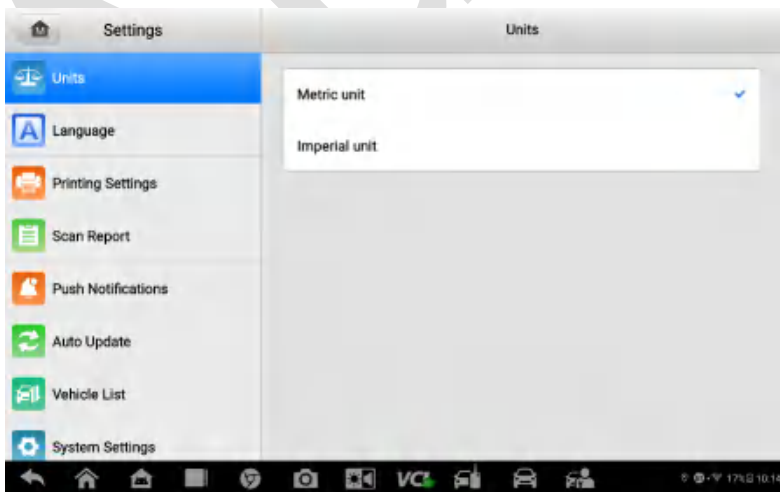 Settings
Units
Units
Metric unit
Imperial unit
Language
Printing Settings
Scan Report
Push Notifications
Auto Update
Vehicle List
System Settings
VCI